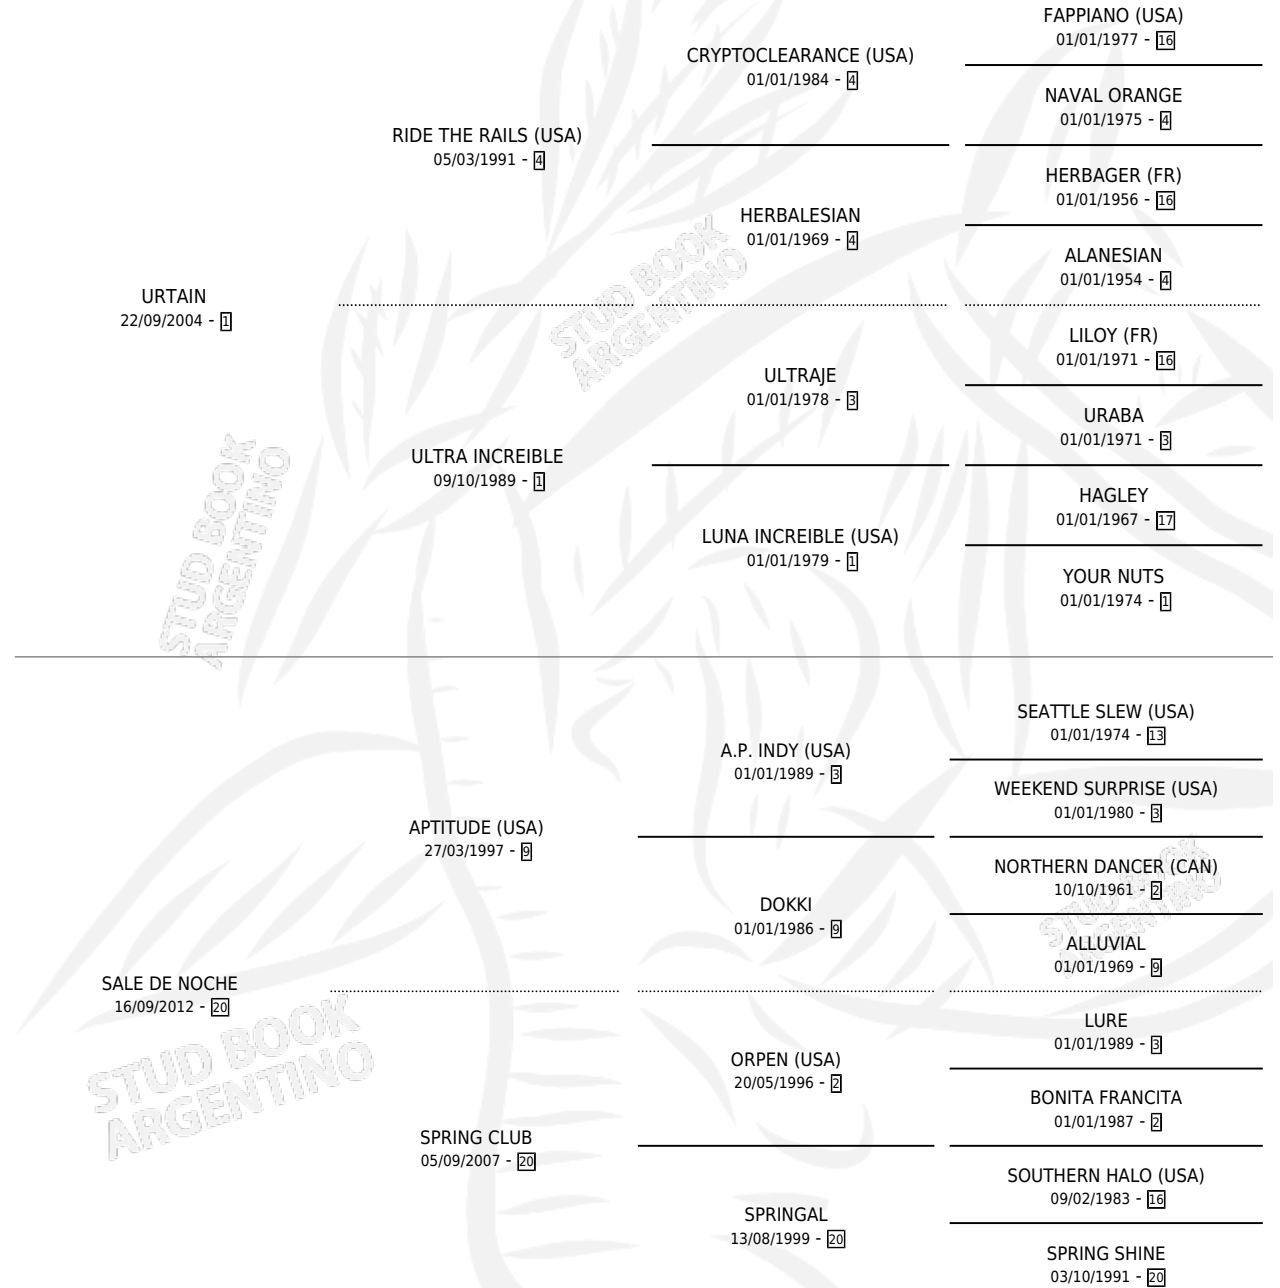 FAPPIANO (USA)
01/01/1977 - 16
CRYPTOCLEARANCE (USA)
01/01/1984 - 4
NAVAL ORANGE
01/01/1975 - 4
RIDE THE RAILS (USA)
05/03/1991 - 4
HERBAGER (FR)
01/01/1956 - 16
HERBALESIAN
01/01/1969 - 4
ALANESIAN
01/01/1954 - 4
URTAIN
22/09/2004 - 1
LILOY (FR)
01/01/1971 - 16
ULTRAJE
01/01/1978 - 3
URABA
01/01/1971 - 3
ULTRA INCREIBLE
09/10/1989 - 1
HAGLEY
01/01/1967 - 17
LUNA INCREIBLE (USA)
01/01/1979 - 1
YOUR NUTS
01/01/1974 - 1
SEATTLE SLEW (USA)
01/01/1974 - 13
A.P. INDY (USA)
01/01/1989 - 3
WEEKEND SURPRISE (USA)
01/01/1980 - 3
APTITUDE (USA)
27/03/1997 - 9
NORTHERN DANCER (CAN)
10/10/1961 - 2
DOKKI
01/01/1986 - 9
ALLUVIAL
01/01/1969 - 9
SALE DE NOCHE
16/09/2012 - 20
LURE
01/01/1989 - 3
ORPEN (USA)
20/05/1996 - 2
BONITA FRANCITA
01/01/1987 - 2
SPRING CLUB
05/09/2007 - 20
SOUTHERN HALO (USA)
09/02/1983 - 16
SPRINGAL
13/08/1999 - 20
SPRING SHINE
03/10/1991 - 20
STUD BOOK
ARGENTINO
STUD BOOK
ARGENTINO
STUD BOOK
ARGENTINO
STUD BOOK
ARGENTINO